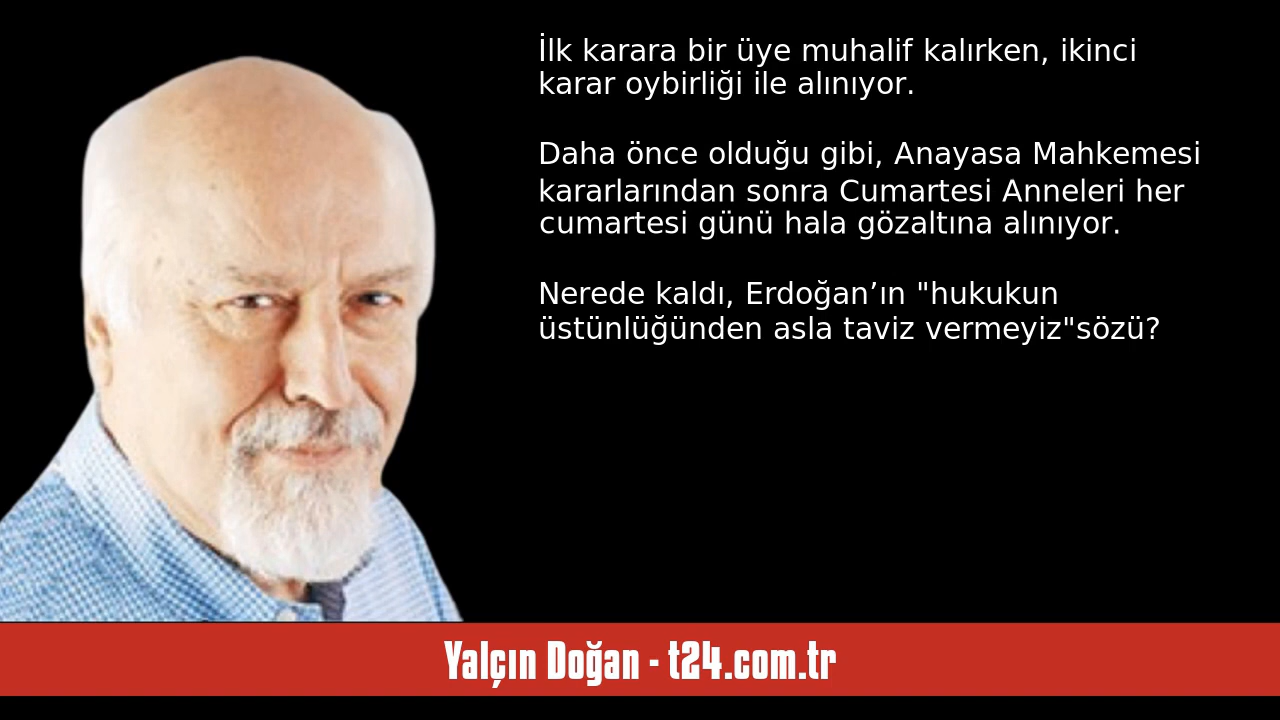 İlk karara bir üye muhalif kalırken, ikinci
karar oybirliği ile alınıyor.
Daha önce olduğu gibi, Anayasa Mahkemesi
kararlarından sonra Cumartesi Anneleri her
cumartesi günü hala gözaltına alınıyor.
Nerede kaldı, Erdoğan’ın "hukukun
üstünlüğünden asla taviz vermeyiz"sözü?
Yalçın Doğan - t24.com.tr